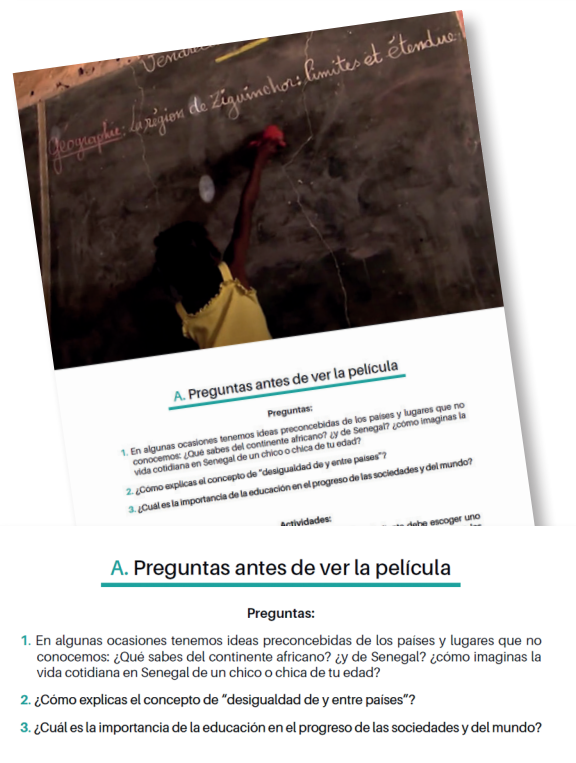 Vendre
Geographie: La région de Ziguinchor: limites et étendue
A. Preguntas antes de ver la película
Preguntas:
1. En algunas ocasiones tenemos ideas preconcebidas de los países y lugares que no
conocemos: ¿Qué sabes del continente africano? ¿y de Senegal? ¿cómo imaginas la
vida cotidiana en Senegal de un chico o chica de tu edad?
2. ¿Cómo explicas el concepto de “desigualdad de y entre países”?
3. ¿Cuál es la importancia de la educación en el progreso de las sociedades y del mundo?
Actividades:
debe escoger uno
A. Preguntas antes de ver la película
Preguntas:
1. En algunas ocasiones tenemos ideas preconcebidas de los países y lugares que no
conocemos: ¿Qué sabes del continente africano? ¿y de Senegal? ¿cómo imaginas la
vida cotidiana en Senegal de un chico o chica de tu edad?
2. ¿Cómo explicas el concepto de “desigualdad de y entre países”?
3. ¿Cuál es la importancia de la educación en el progreso de las sociedades y del mundo?